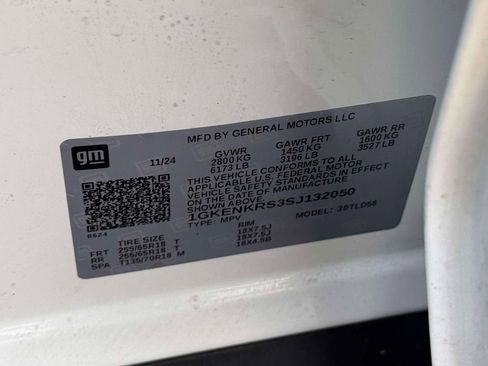 MFD BY GENERAL MOTORS LLC
gm
11/24
GVWR GAWR FRT GAWR RR
2800 KG 1450 KG 1600 KG
6173 LB 3196 LB 3527 LB
THIS VEHICLE CONFORMS TO ALL
APPLICABLE U.S. FEDERAL MOTOR
VEHICLE SAFETY STANDARDS IN EFFECT
ON THE DATE OF MANUFACTURE
SHOWN ABOVE.
1GKENKRS3SJ132050
TYPE: MPV MODEL:
8624
TIRE SIZE RIM
FRT 255/65R18 T 18X7.5J
RR 255/65R18 T 18X7.5J
SPA T135/70R18 M 18X4.5B